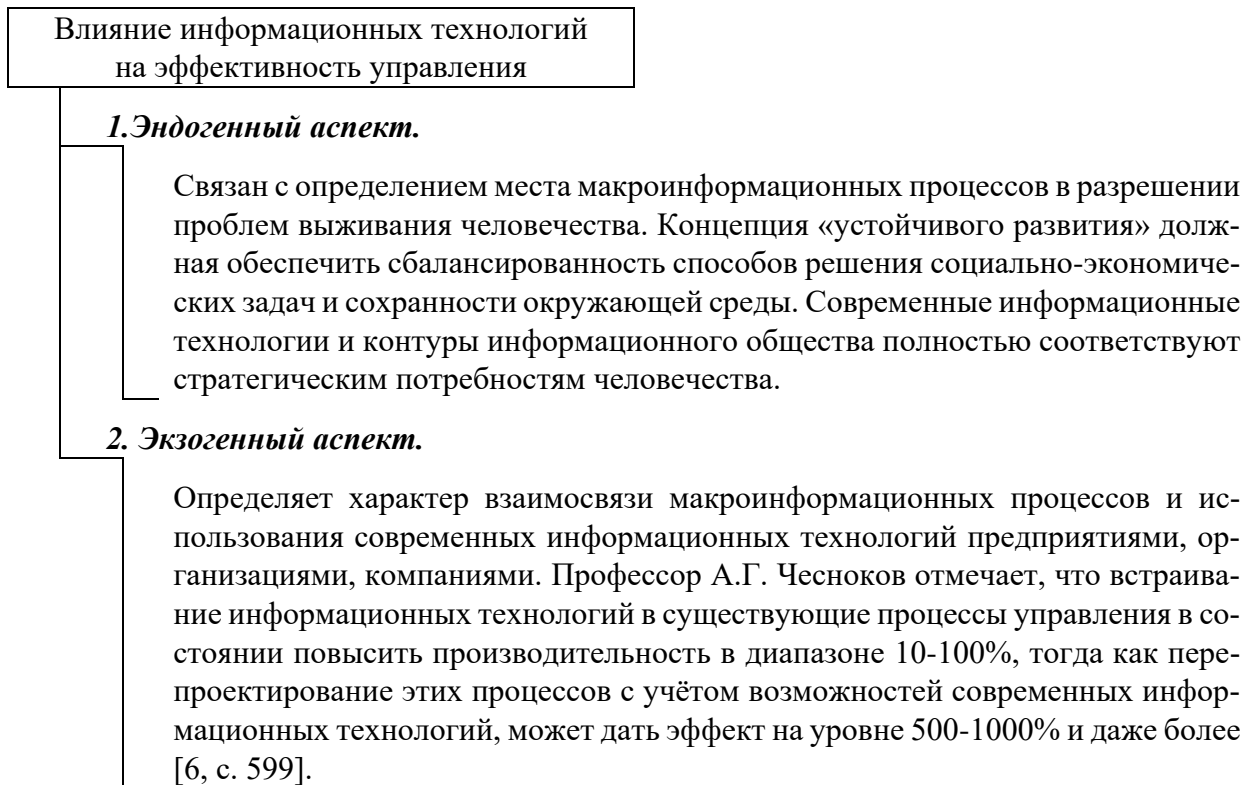 Влияние информационных технологий
на эффективность управления
1.Эндогенный аспект.
Связан с определением места макроинформационных процессов в разрешении
проблем выживания человечества. Концепция «устойчивого развития» долж-
ная обеспечить сбалансированность способов решения социально-экономиче-
ских задач и сохранности окружающей среды. Современные информационные
технологии и контуры информационного общества полностью соответствуют
стратегическим потребностям человечества.
2. Экзогенный аспект.
Определяет характер взаимосвязи макроинформационных процессов и ис-
пользования современных информационных технологий предприятиями, ор-
ганизациями, компаниями. Профессор А.Г. Чесноков отмечает, что встраива-
ние информационных технологий в существующие процессы управления в со-
стоянии повысить производительность в диапазоне 10-100%, тогда как пере-
проектирование этих процессов с учётом возможностей современных инфор-
мационных технологий, может дать эффект на уровне 500-1000% и даже более
[6, с. 599].